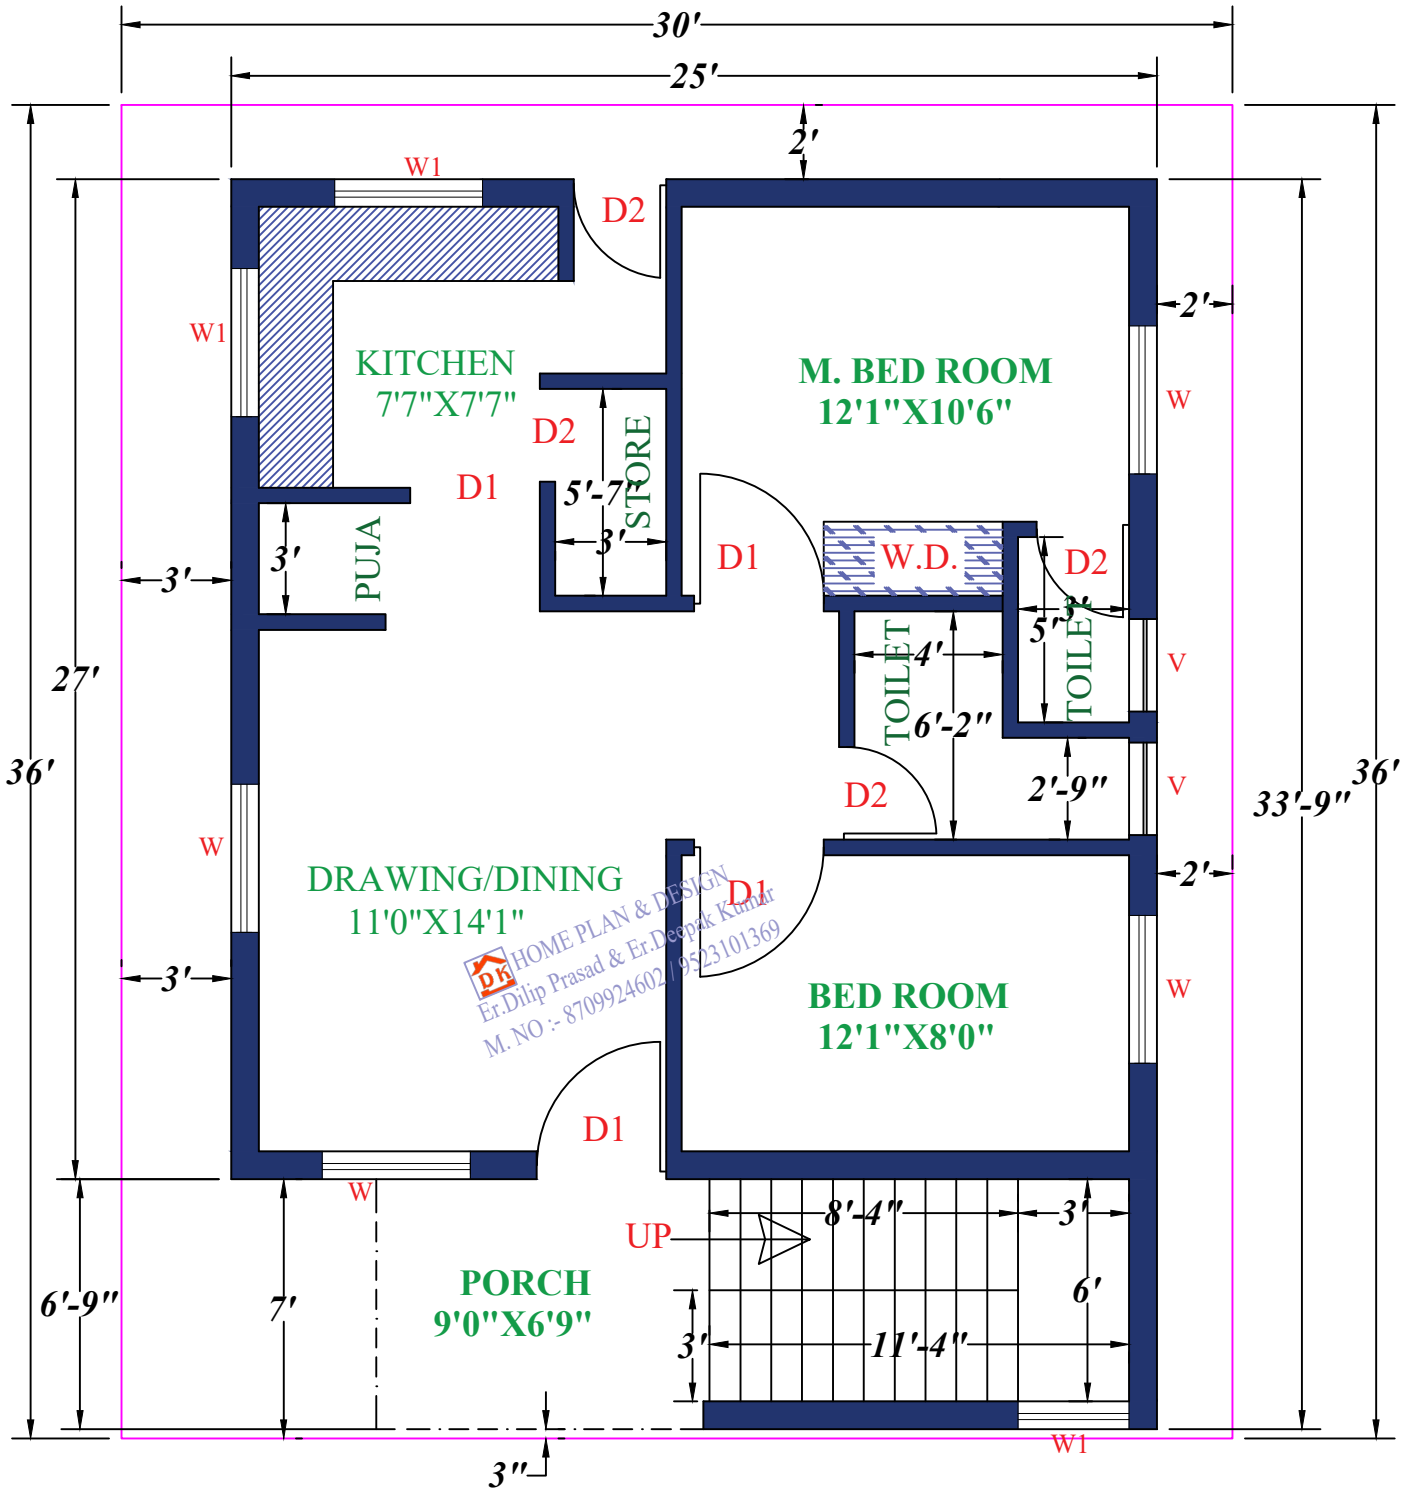 30'
25'
2'
W1
D2
2'
W1
KITCHEN
7'7"X7'7"
M. BED ROOM
12'1"X10'6"
W
D2
STORE
D1
5'-7"
3'
PUJA
3'
3'
D1
W.D.
D2
3'
5'
TOILET
TOILET
4'
6'-2"
V
27'
36'
2'-9"
V
D2
36'
33'-9"
W
DRAWING/DINING
11'0"X14'1"
D1
2'
HOME PLAN & DESIGN
DK
Er.Dilip Prasad & Er.Deepak Kumar
M. NO :- 8709924602 / 9523101369
3'
BED ROOM
12'1"X8'0"
W
D1
W
8'-4"
3'
UP
PORCH
9'0"X6'9"
6'-9"
7'
6'
3'
11'-4"
W1
3"